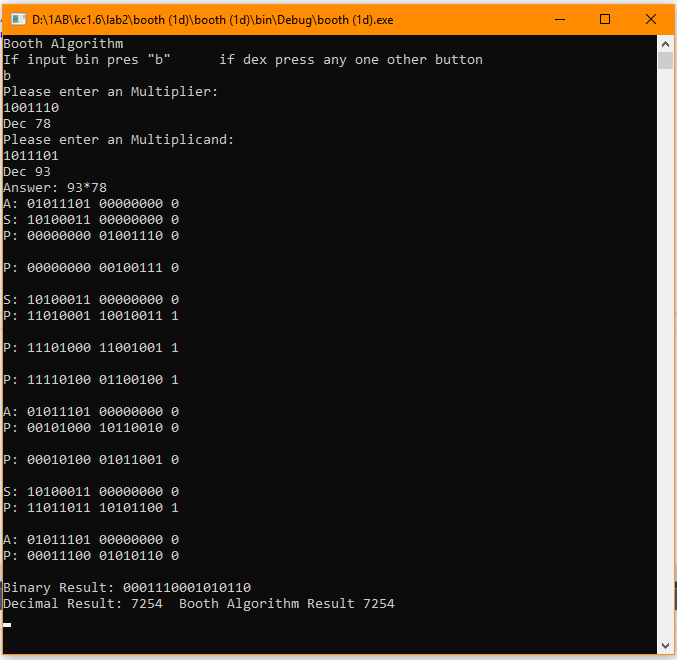 D:\1AB\kc1.6\lab2\booth (1d)\booth (1d)\bin\Debug\booth (1d).exe
Booth Algorithm
If input bin pres "b"      if dex press any one other button
b
Please enter an Multiplier:
1001110
Dec 78
Please enter an Multiplicand:
1011101
Dec 93
Answer: 93*78
A: 01011101 00000000 0
S: 10100011 00000000 0
P: 00000000 01001110 0
P: 00000000 00100111 0
S: 10100011 00000000 0
P: 11010001 10010011 1
P: 11101000 11001001 1
P: 11110100 01100100 1
A: 01011101 00000000 0
P: 00101000 10110010 0
P: 00010100 01011001 0
S: 10100011 00000000 0
P: 11011011 10101100 1
A: 01011101 00000000 0
P: 00011100 01010110 0
Binary Result: 0001110001010110
Decimal Result: 7254  Booth Algorithm Result 7254